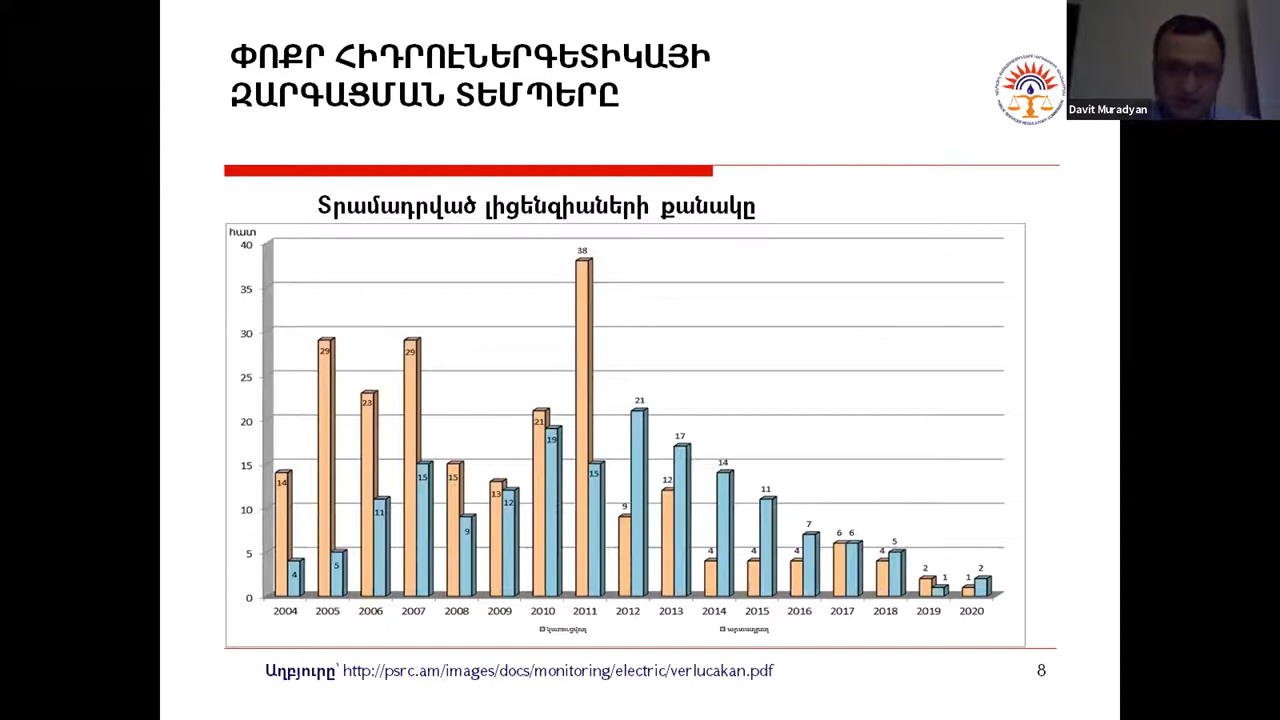 ՓՈՔՐ ՀԻԴՐՈԷՆԵՐԳԵՏԻԿԱՅԻ
ԶԱՐԳԱՑՄԱՆ ՏԵՄՊԵՐԸ
Davit Muradyan
Տրամադրված լիցենզիաների քանակը
հատ
40
35
30
25
20
15
10
5
0
14 4 29 5 23 11 29 15 15 9 13 12 21 19 38 15 9 21 12 17 4 14 4 11 4 7 6 6 4 5 2 1 1 2
2004 2005 2006 2007 2008 2009 2010 2011 2012 2013 2014 2015 2016 2017 2018 2019 2020
կառուցվող արտադրող
Աղբյուրը՝ http://psrc.am/images/docs/monitoring/electric/verlucakan.pdf
8